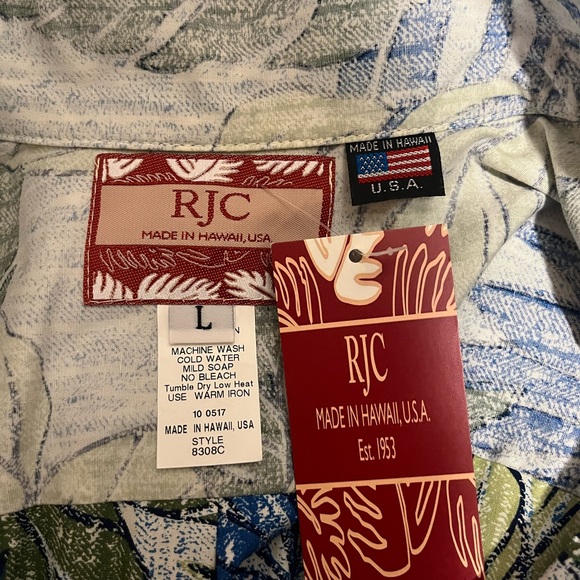 MADE IN HAWAII
U.S.A.
RJC
MADE IN HAWAII, USA
L
MACHINE WASH
COLD WATER
MILD SOAP
NO BLEACH
Tumble Dry Low Heat
USE WARM IRON
10 0517
MADE IN HAWAII, USA
STYLE
8308C
RJC
MADE IN HAWAII, U.S.A.
Est. 1953